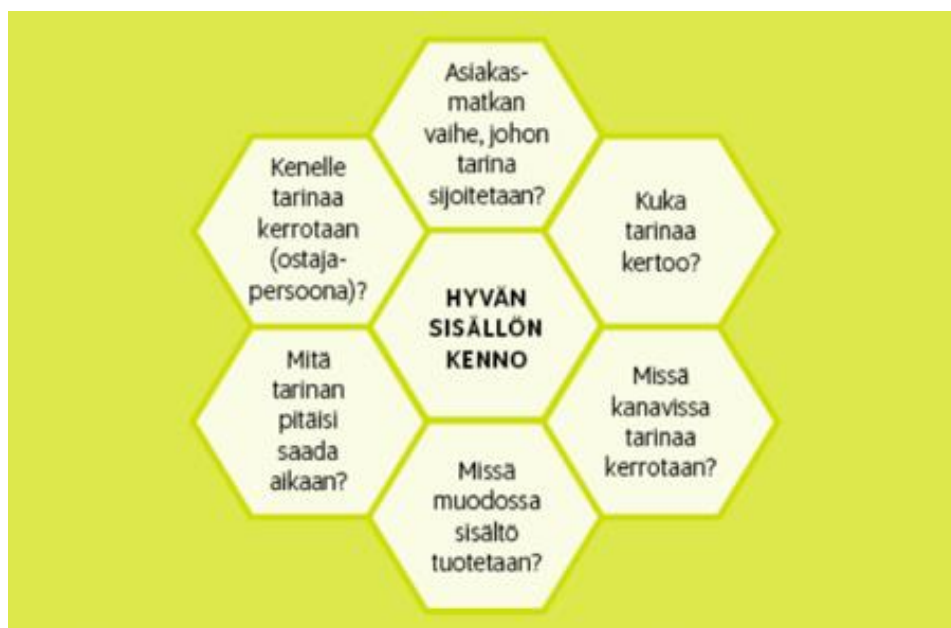 Asiakas-
matkan
vaihe, johon
tarina
sijoitetaan?
Kenelle
tarinaa
kerrotaan
(ostaja-
persoona)?
Kuka
tarinaa
kertoo?
HYVÄN
SISÄLLÖN
KENNO
Mitä
tarinan
pitäisi
saada
aikaan?
Missä
kanavissa
tarinaa
kerrotaan?
Missä
muodossa
sisältö
tuotetaan?